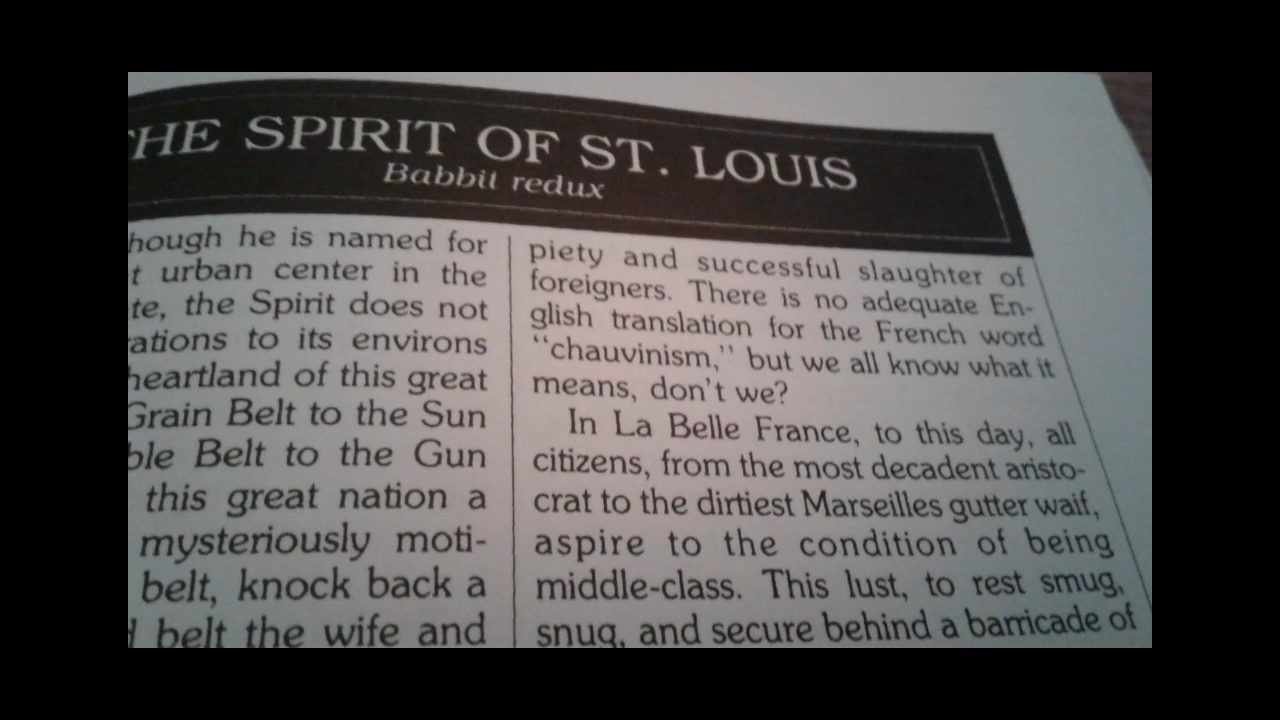 THE SPIRIT OF ST. LOUIS
Babbit redux
hough he is named for
t urban center in the
te, the Spirit does not
ations to its environs
heartland of this great
Grain Belt to the Sun
ble Belt to the Gun
this great nation a
mysteriously moti-
belt, knock back a
belt the wife and
piety and successful slaughter of
foreigners. There is no adequate En-
glish translation for the French word
“chauvinism,” but we all know what it
means, don't we?
In La Belle France, to this day, all
citizens, from the most decadent aristo-
crat to the dirtiest Marseilles gutter waif,
aspire to the condition of being
middle-class. This lust, to rest smug,
snug, and secure behind a barricade of